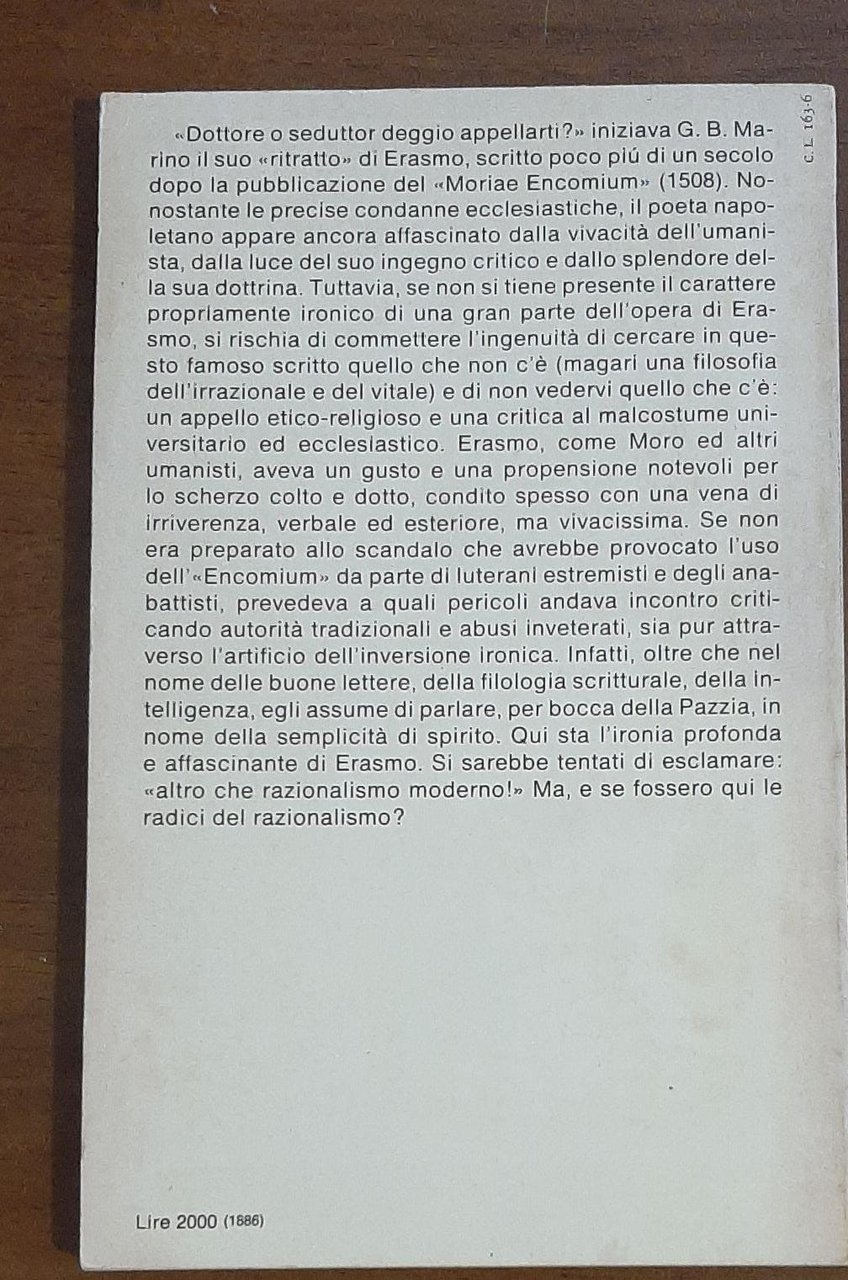 «Dottore o seduttor deggio appellarti?» iniziava G. B. Ma-
rino il suo «ritratto» di Erasmo, scritto poco piú di un secolo
dopo la pubblicazione del «Moriae Encomium» (1508). No-
nostante le precise condanne ecclesiastiche, il poeta napo-
letano appare ancora affascinato dalla vivacità dell'umani-
sta, dalla luce del suo ingegno critico e dallo splendore del-
la sua dottrina. Tuttavia, se non si tiene presente il carattere
propriamente ironico di una gran parte dell'opera di Era-
smo, si rischia di commettere l'ingenuità di cercare in que-
sto famoso scritto quello che non c'è (magari una filosofia
dell'irrazionale e del vitale) e di non vedervi quello che c'è:
un appello etico-religioso e una critica al malcostume uni-
versitario ed ecclesiastico. Erasmo, come Moro ed altri
umanisti, aveva un gusto e una propensione notevoli per
lo scherzo colto e dotto, condito spesso con una vena di
irriverenza, verbale ed esteriore, ma vivacissima. Se non
era preparato allo scandalo che avrebbe provocato l'uso
dell'«Encomium» da parte di luterani estremisti e degli ana-
battisti, prevedeva a quali pericoli andava incontro criti-
cando autorità tradizionali e abusi inveterati, sia pur attra-
verso l'artificio dell'inversione ironica. Infatti, oltre che nel
nome delle buone lettere, della filologia scritturale, della in-
telligenza, egli assume di parlare, per bocca della Pazzia, in
nome della semplicità di spirito. Qui sta l'ironia profonda
e affascinante di Erasmo. Si sarebbe tentati di esclamare:
«altro che razionalismo moderno!» Ma, e se fossero qui le
radici del razionalismo?
C. L. 163-6
Lire 2000 (1886)